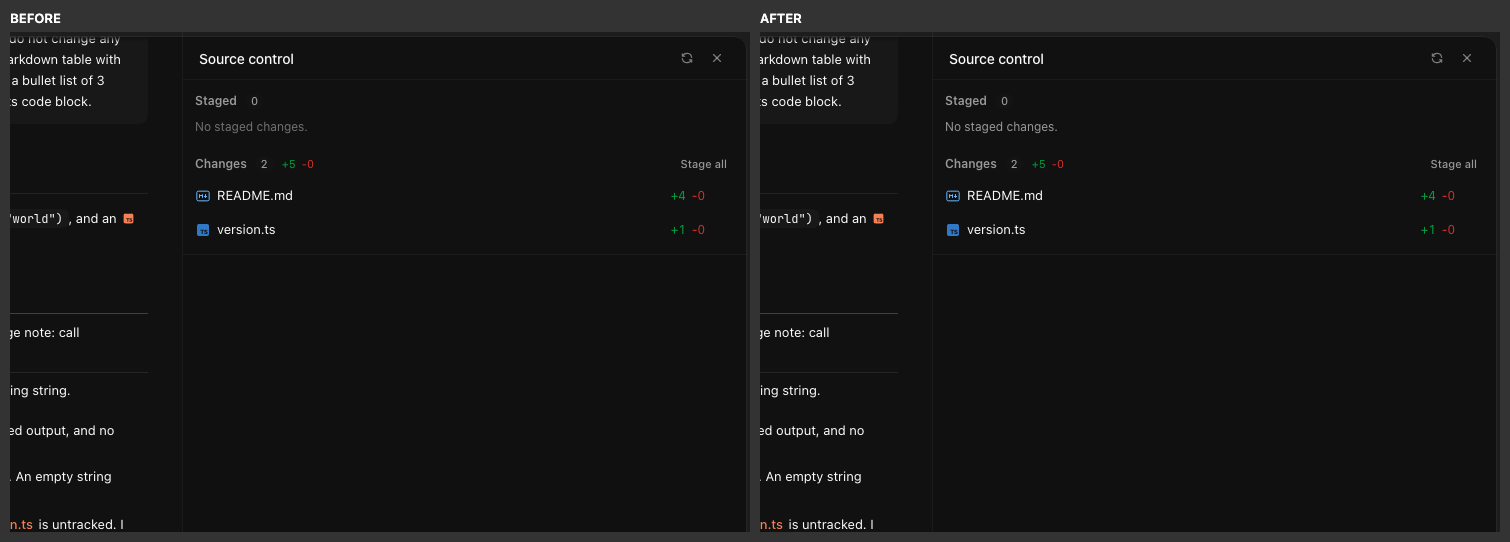 BEFORE
do not change any
arkdown table with
a bullet list of 3
ts code block.
"world") , and an TS
ge note: call
ing string.
ed output, and no
. An empty string
n.ts is untracked. I
Source control
Staged 0
No staged changes.
Changes 2 +5 -0 Stage all
README.md +4 -0
TS version.ts +1 -0
AFTER
do not change any
arkdown table with
a bullet list of 3
s code block.
"world") , and an TS
ge note: call
ing string.
ed output, and no
. An empty string
n.ts is untracked. I
Source control
Staged 0
No staged changes.
Changes 2 +5 -0 Stage all
README.md +4 -0
TS version.ts +1 -0